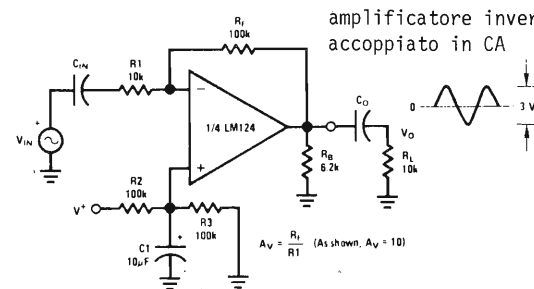 amplificatore inver
accoppiato in CA
Rf
100k
CIN
R1
10k
CO
0
3 V
1/4 LM124
VIN
VO
RB
6.2k
RL
10k
R2
100k
V+
R3
100k
C1
10µF
AV = Rf/R1 (As shown, AV = 10)